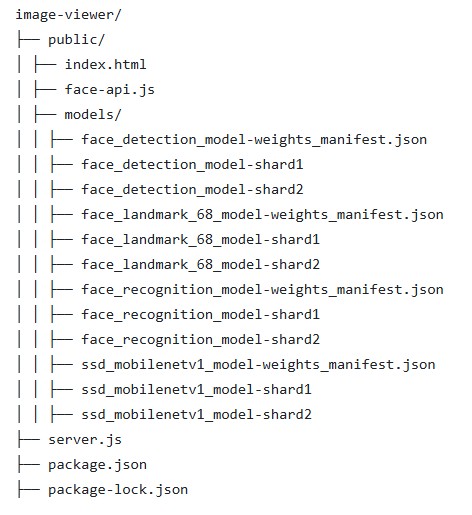 image-viewer/
├── public/
│ ├── index.html
│ ├── face-api.js
│ ├── models/
│ │ ├── face_detection_model-weights_manifest.json
│ │ ├── face_detection_model-shard1
│ │ ├── face_detection_model-shard2
│ │ ├── face_landmark_68_model-weights_manifest.json
│ │ ├── face_landmark_68_model-shard1
│ │ ├── face_landmark_68_model-shard2
│ │ ├── face_recognition_model-weights_manifest.json
│ │ ├── face_recognition_model-shard1
│ │ ├── face_recognition_model-shard2
│ │ ├── ssd_mobilenetv1_model-weights_manifest.json
│ │ ├── ssd_mobilenetv1_model-shard1
│ │ ├── ssd_mobilenetv1_model-shard2
├── server.js
├── package.json
├── package-lock.json